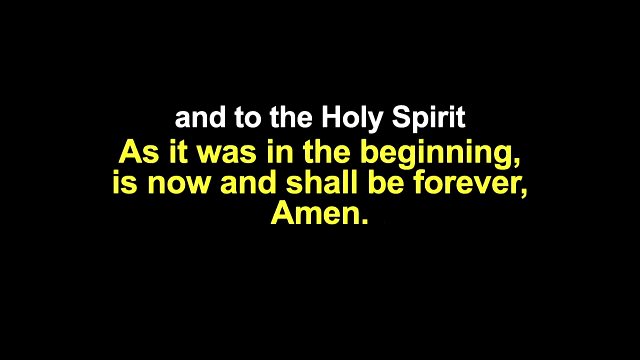 and to the Holy Spirit
As it was in the beginning,
is now and shall be forever,
Amen.